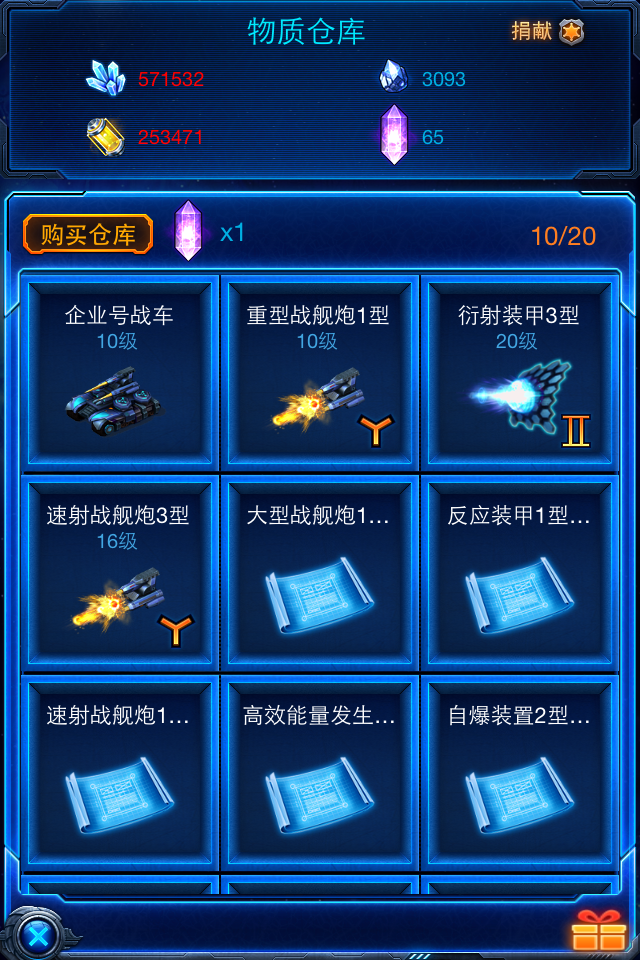 物质仓库
捐献
571532
3093
253471
65
购买仓库
x1
10/20
企业号战车
10级
重型战舰炮1型
10级
衍射装甲3型
20级
II
速射战舰炮3型
16级
大型战舰炮1...
反应装甲1型...
速射战舰炮1...
高效能量发生...
自爆装置2型...